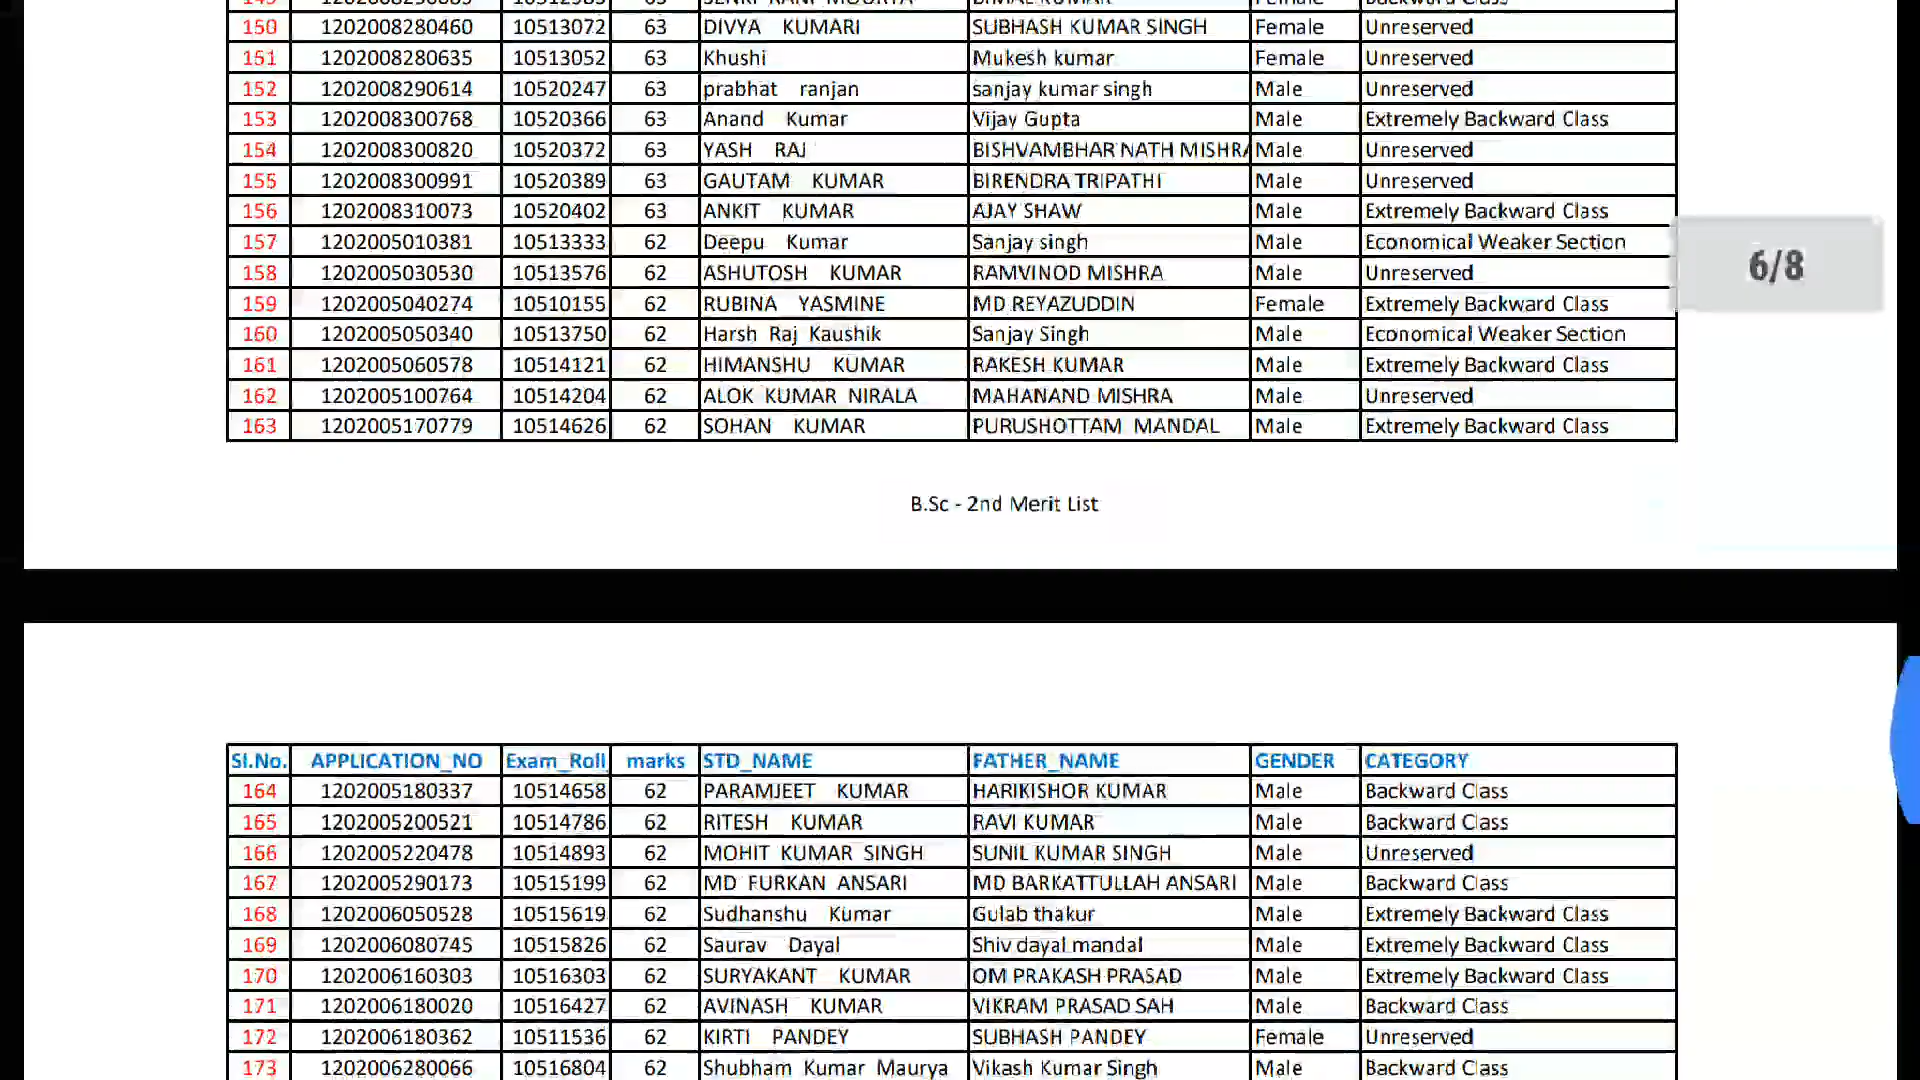 150 1202008280460 10513072 63 DIVYA KUMARI SUBHASH KUMAR SINGH Female Unreserved
151 1202008280635 10513052 63 Khushi Mukesh kumar Female Unreserved
152 1202008290614 10520247 63 prabhat ranjan sanjay kumar singh Male Unreserved
153 1202008300768 10520366 63 Anand Kumar Vijay Gupta Male Extremely Backward Class
154 1202008300820 10520372 63 YASH RAJ BISHVAMBHAR NATH MISHRA Male Unreserved
155 1202008300991 10520389 63 GAUTAM KUMAR BIRENDRA TRIPATHI Male Unreserved
156 1202008310073 10520402 63 ANKIT KUMAR AJAY SHAW Male Extremely Backward Class
157 1202005010381 10513333 62 Deepu Kumar Sanjay singh Male Economical Weaker Section
6/8
158 1202005030530 10513576 62 ASHUTOSH KUMAR RAMVINOD MISHRA Male Unreserved
159 1202005040274 10510155 62 RUBINA YASMINE MD REYAZUDDIN Female Extremely Backward Class
160 1202005050340 10513750 62 Harsh Raj Kaushik Sanjay Singh Male Economical Weaker Section
161 1202005060578 10514121 62 HIMANSHU KUMAR RAKESH KUMAR Male Extremely Backward Class
162 1202005100764 10514204 62 ALOK KUMAR NIRALA MAHANAND MISHRA Male Unreserved
163 1202005170779 10514626 62 SOHAN KUMAR PURUSHOTTAM MANDAL Male Extremely Backward Class
B.Sc - 2nd Merit List
Sl.No. APPLICATION_NO Exam_Roll marks STD_NAME FATHER_NAME GENDER CATEGORY
164 1202005180337 10514658 62 PARAMJEET KUMAR HARIKISHOR KUMAR Male Backward Class
165 1202005200521 10514786 62 RITESH KUMAR RAVI KUMAR Male Backward Class
166 1202005220478 10514893 62 MOHIT KUMAR SINGH SUNIL KUMAR SINGH Male Unreserved
167 1202005290173 10515199 62 MD FURKAN ANSARI MD BARKATTULLAH ANSARI Male Backward Class
168 1202006050528 10515619 62 Sudhanshu Kumar Gulab thakur Male Extremely Backward Class
169 1202006080745 10515826 62 Saurav Dayal Shiv dayal mandal Male Extremely Backward Class
170 1202006160303 10516303 62 SURYAKANT KUMAR OM PRAKASH PRASAD Male Extremely Backward Class
171 1202006180020 10516427 62 AVINASH KUMAR VIKRAM PRASAD SAH Male Backward Class
172 1202006180362 10511536 62 KIRTI PANDEY SUBHASH PANDEY Female Unreserved
173 1202006280066 10516804 62 Shubham Kumar Maurya Vikash Kumar Singh Male Backward Class